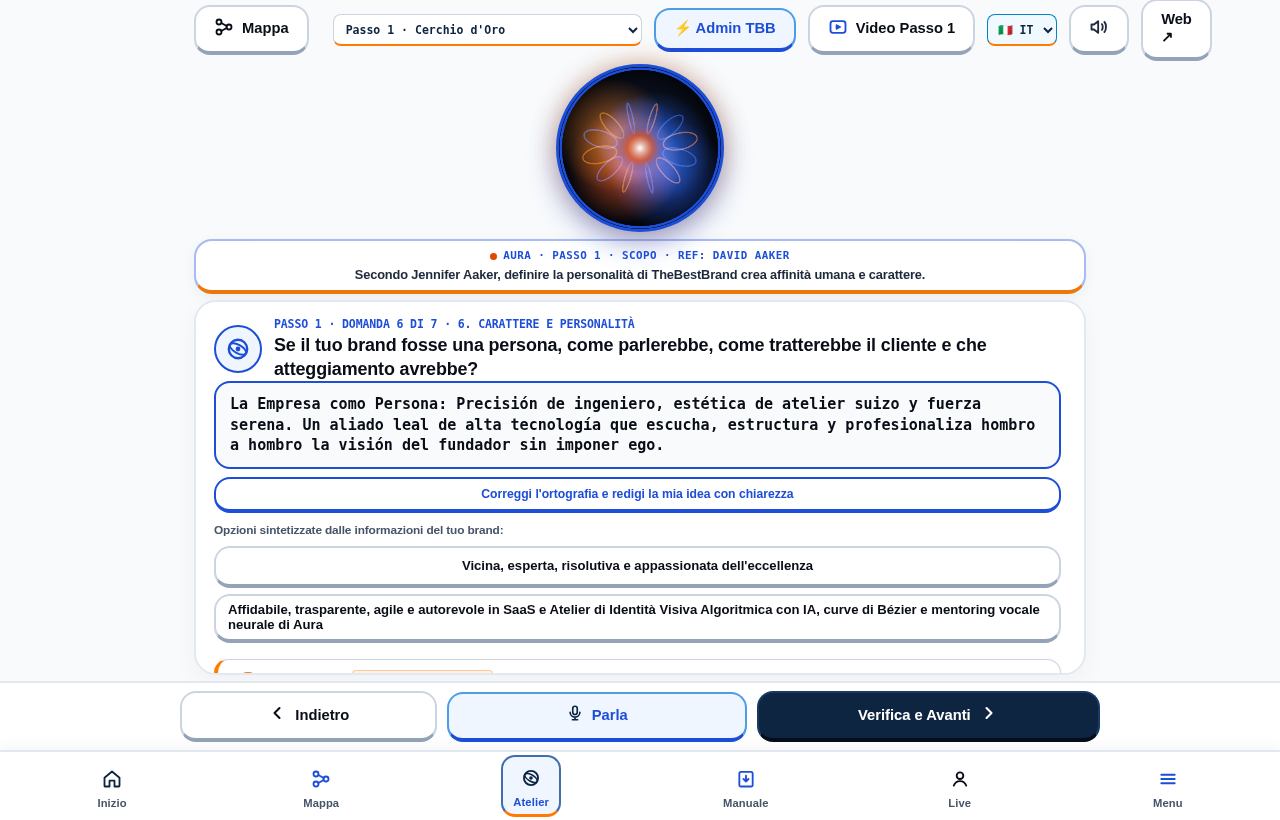 Mappa
Passo 1 · Cerchio d'Oro
⚡ Admin TBB
Video Passo 1
🇮🇹 IT
Web ↗
AURA · PASSO 1 · SCOPO · REF: DAVID AAKER
Secondo Jennifer Aaker, definire la personalità di TheBestBrand crea affinità umana e carattere.
PASSO 1 · DOMANDA 6 DI 7 · 6. CARATTERE E PERSONALITÀ
Se il tuo brand fosse una persona, come parlerebbe, come tratterebbe il cliente e che
atteggiamento avrebbe?
La Empresa como Persona: Precisión de ingeniero, estética de atelier suizo y fuerza
serena. Un aliado leal de alta tecnología que escucha, estructura y profesionaliza hombro
a hombro la visión del fundador sin imponer ego.
Correggi l'ortografia e redigi la mia idea con chiarezza
Opzioni sintetizzate dalle informazioni del tuo brand:
Vicina, esperta, risolutiva e appassionata dell'eccellenza
Affidabile, trasparente, agile e autorevole in SaaS e Atelier di Identità Visiva Algoritmica con IA, curve di Bézier e mentoring vocale
neurale di Aura
Indietro
Parla
Verifica e Avanti
Inizio
Mappa
Atelier
Manuale
Live
Menu